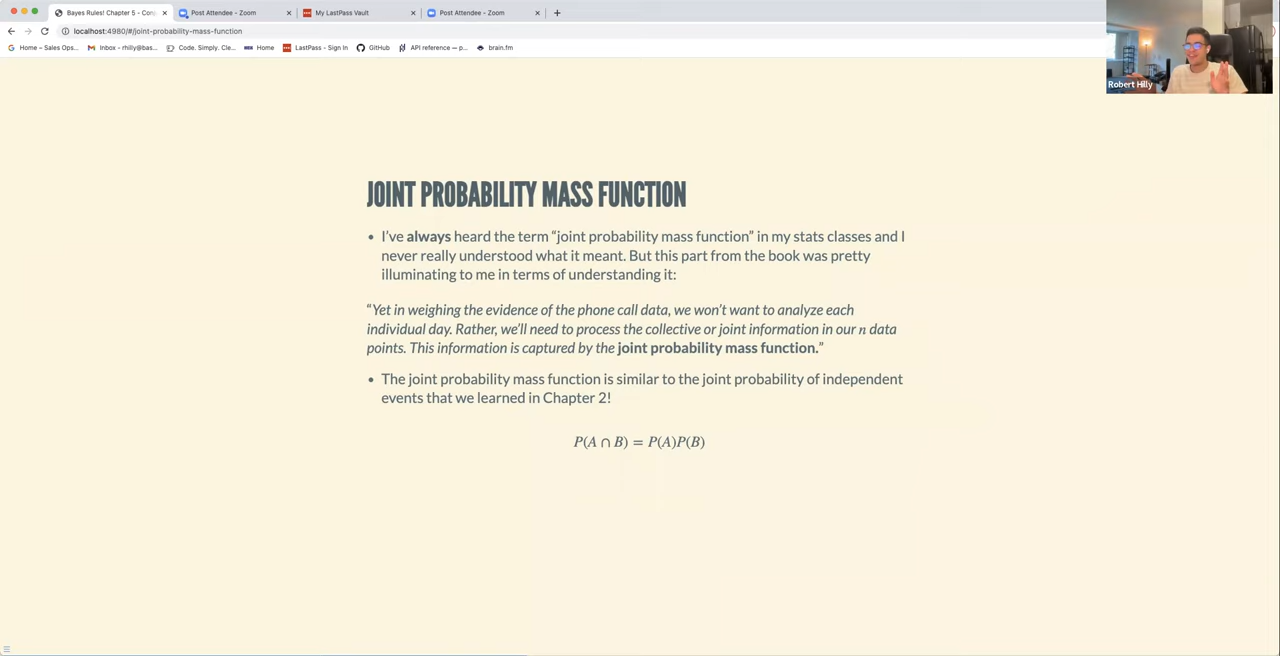 Bayes Rules! Chapter 5 - Con
Post Attendee - Zoom
My LastPass Vault
Post Attendee - Zoom
localhost:4980/#/joint-probability-mass-function
Home – Sales Ops...
Inbox - rhilly@bas...
Code. Simply. Cle...
Home
LastPass - Sign In
GitHub
API reference — p...
brain.fm
Robert Hilly
JOINT PROBABILITY MASS FUNCTION
• I've always heard the term “joint probability mass function” in my stats classes and I
never really understood what it meant. But this part from the book was pretty
illuminating to me in terms of understanding it:
“Yet in weighing the evidence of the phone call data, we won't want to analyze each
individual day. Rather, we'll need to process the collective or joint information in our n data
points. This information is captured by the joint probability mass function.”
• The joint probability mass function is similar to the joint probability of independent
events that we learned in Chapter 2!
P(A ∩ B) = P(A)P(B)